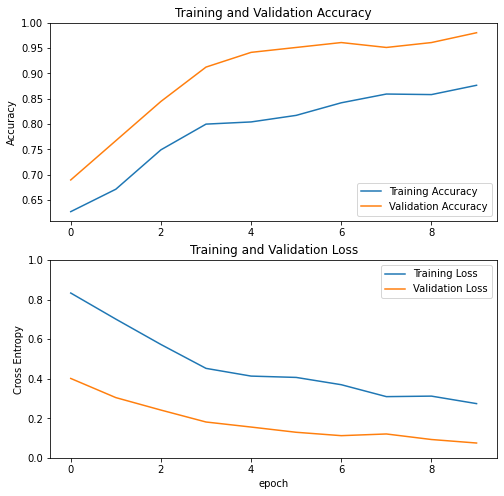 Training and Validation Accuracy
1.00
0.95
0.90
0.85
0.80
0.75
0.70
0.65
Accuracy
Training Accuracy
Validation Accuracy
0 2 4 6 8
Training and Validation Loss
1.0
0.8
0.6
0.4
0.2
0.0
Cross Entropy
Training Loss
Validation Loss
0 2 4 6 8
epoch